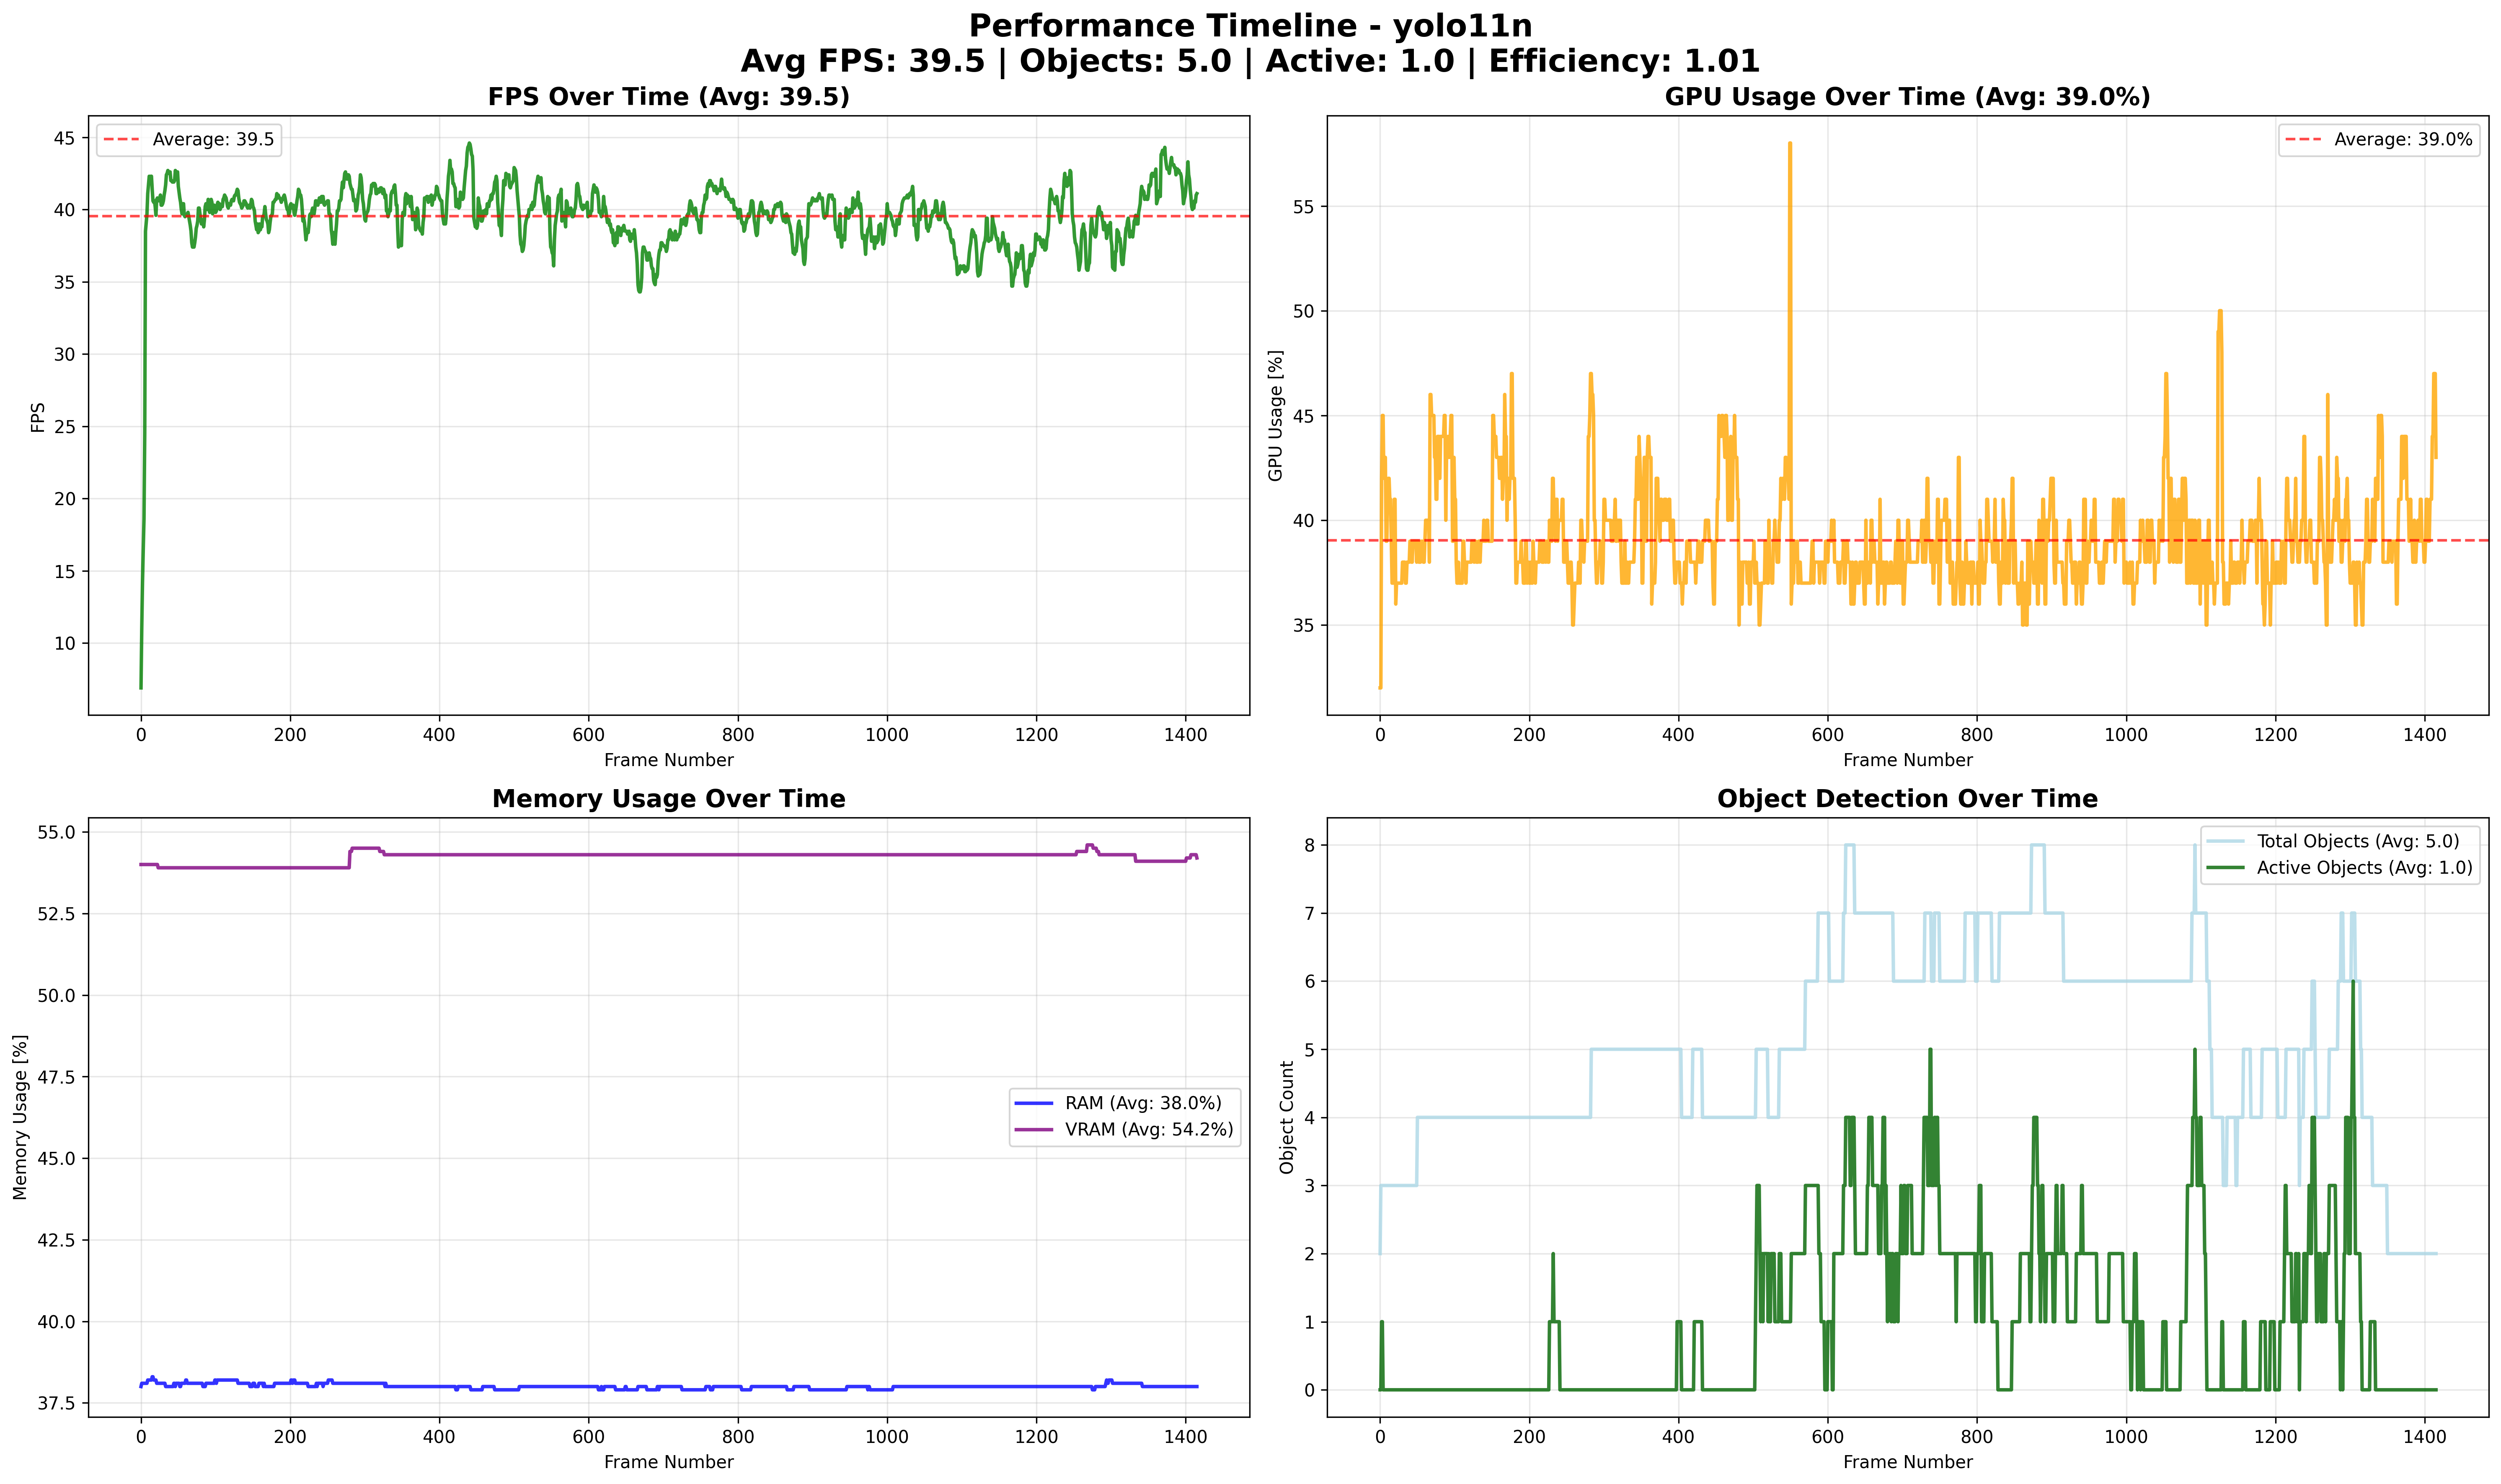 Performance Timeline - yolo11n
Avg FPS: 39.5 | Objects: 5.0 | Active: 1.0 | Efficiency: 1.01
FPS Over Time (Avg: 39.5)
Average: 39.5
45
40
35
30
25
20
15
10
FPS
0 200 400 600 800 1000 1200 1400
Frame Number
GPU Usage Over Time (Avg: 39.0%)
Average: 39.0%
55
50
45
40
35
GPU Usage [%]
0 200 400 600 800 1000 1200 1400
Frame Number
Memory Usage Over Time
55.0
52.5
50.0
47.5
45.0
42.5
40.0
37.5
Memory Usage [%]
RAM (Avg: 38.0%)
VRAM (Avg: 54.2%)
0 200 400 600 800 1000 1200 1400
Frame Number
Object Detection Over Time
Total Objects (Avg: 5.0)
Active Objects (Avg: 1.0)
8
7
6
5
4
3
2
1
0
Object Count
0 200 400 600 800 1000 1200 1400
Frame Number